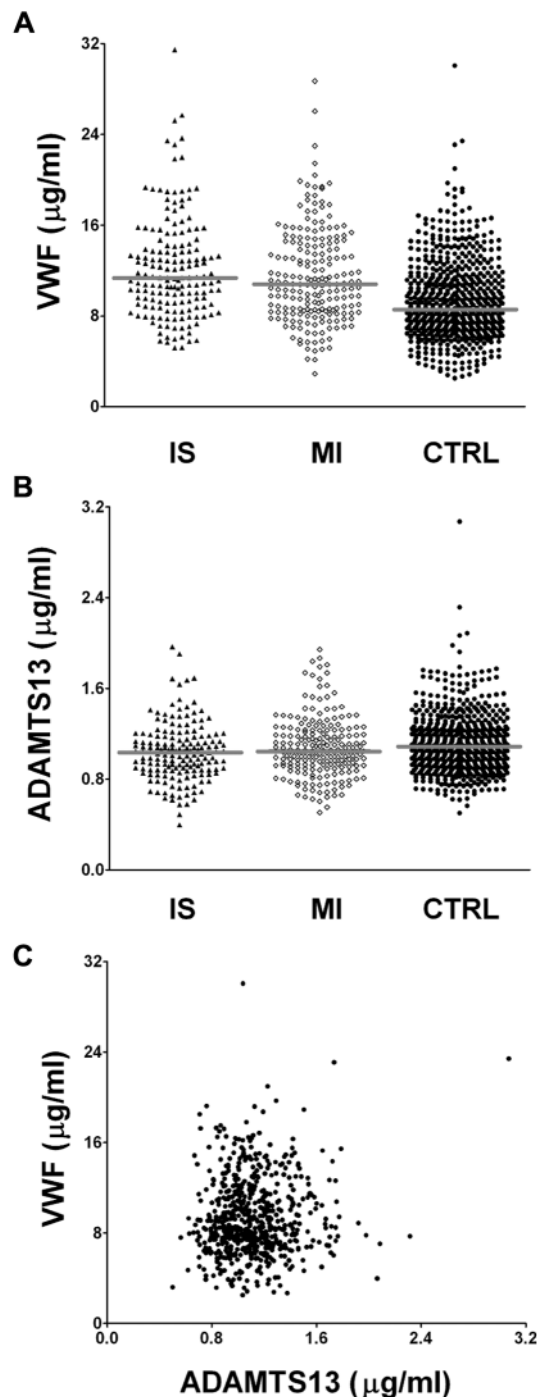 A
32
24
16
8
0
VWF (μg/ml)
IS MI CTRL
B
3.2
2.4
1.6
0.8
0.0
ADAMTS13 (μg/ml)
IS MI CTRL
C
32
24
16
8
0
VWF (μg/ml)
0.0 0.8 1.6 2.4 3.2
ADAMTS13 (μg/ml)